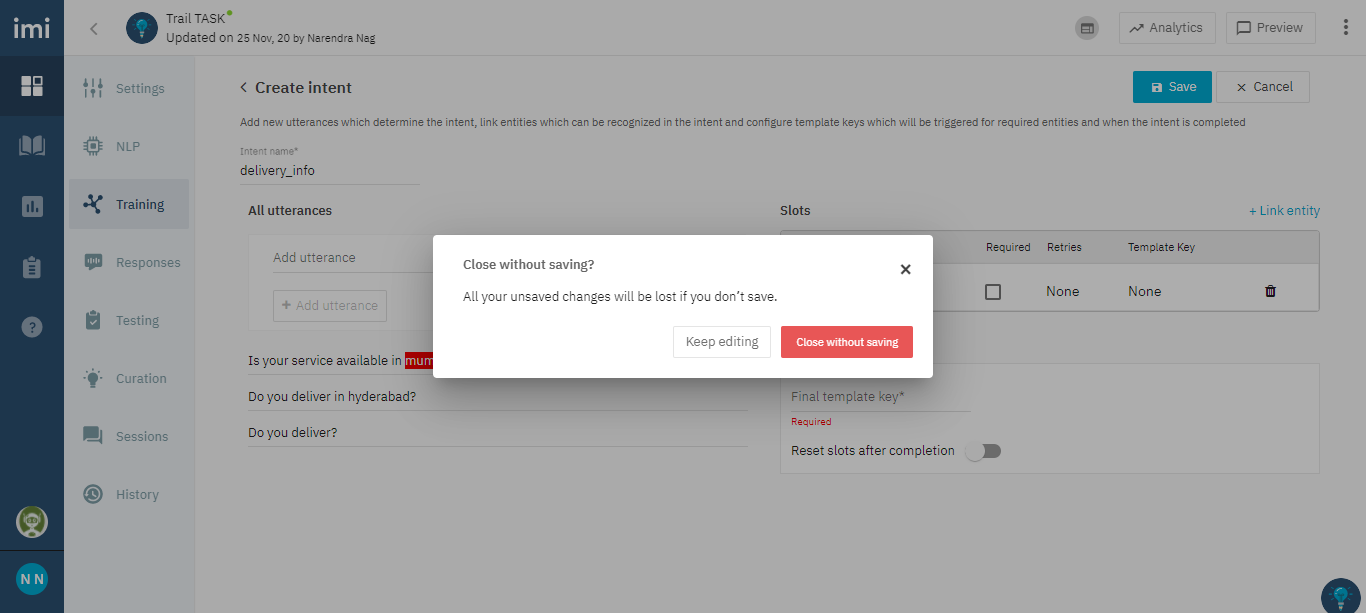 imi
Trail TASK
Updated on 25 Nov, 20 by Narendra Nag
Analytics
Preview
Settings
NLP
Training
Responses
Testing
Curation
Sessions
History
?
N N
Create intent
Save
Cancel
Add new utterances which determine the intent, link entities which can be recognized in the intent and configure template keys which will be triggered for required entities and when the intent is completed
Intent name*
delivery_info
All utterances
Add utterance
+ Add utterance
Is your service available in mum
Do you deliver in hyderabad?
Do you deliver?
Slots
+ Link entity
Required Retries Template Key
None None
Final template key*
Required
Reset slots after completion
Close without saving?
All your unsaved changes will be lost if you don’t save.
Keep editing
Close without saving